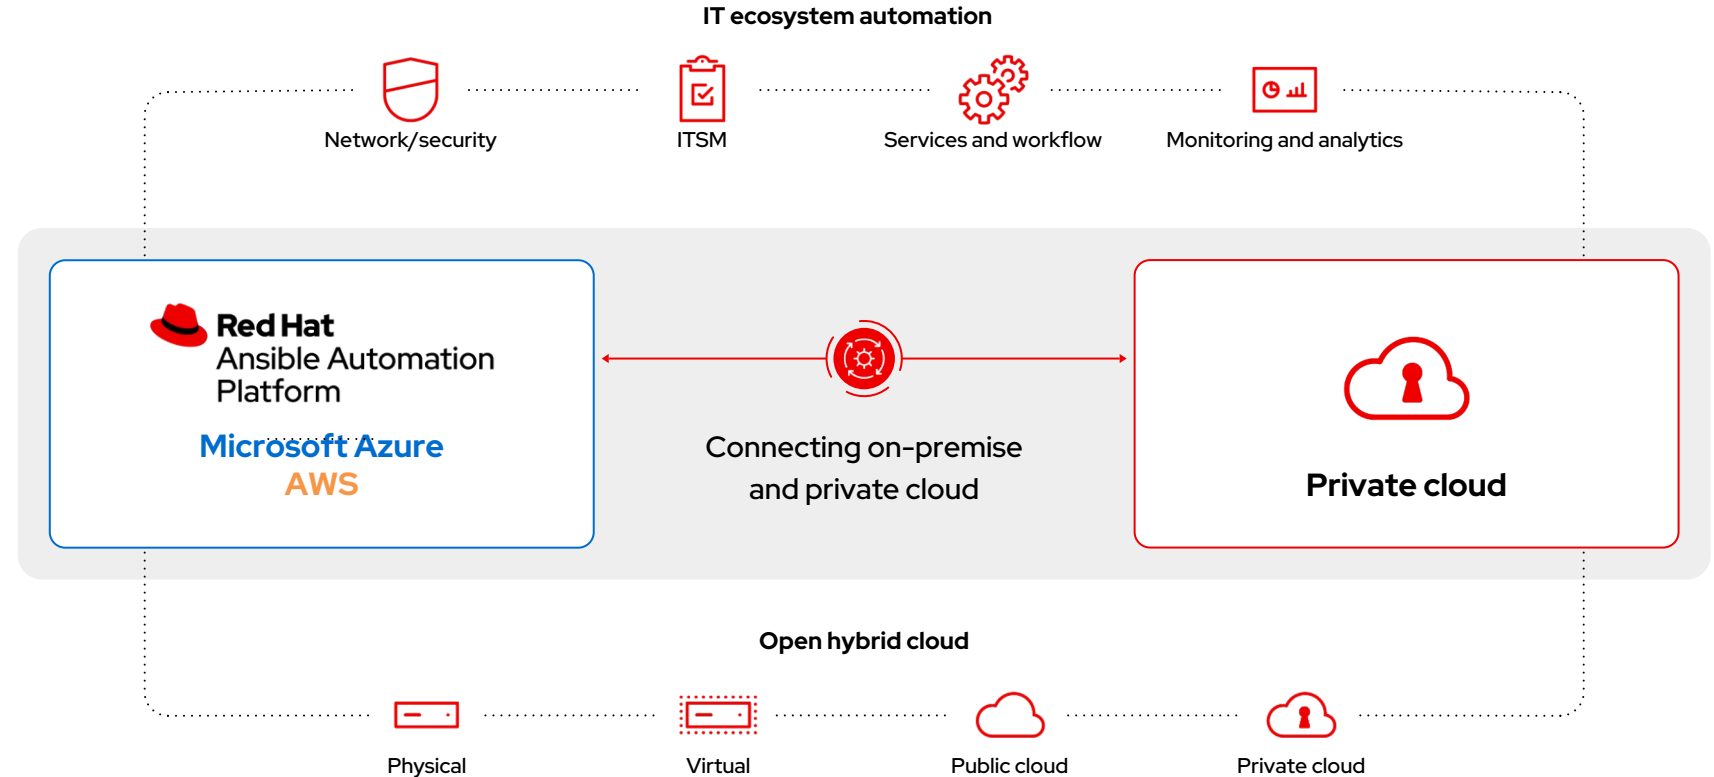 IT ecosystem automation
Network/security
ITSM
Services and workflow
Monitoring and analytics
Red Hat
Ansible Automation
Platform
Microsoft Azure
AWS
Connecting on-premise
and private cloud
Private cloud
Open hybrid cloud
Physical
Virtual
Public cloud
Private cloud